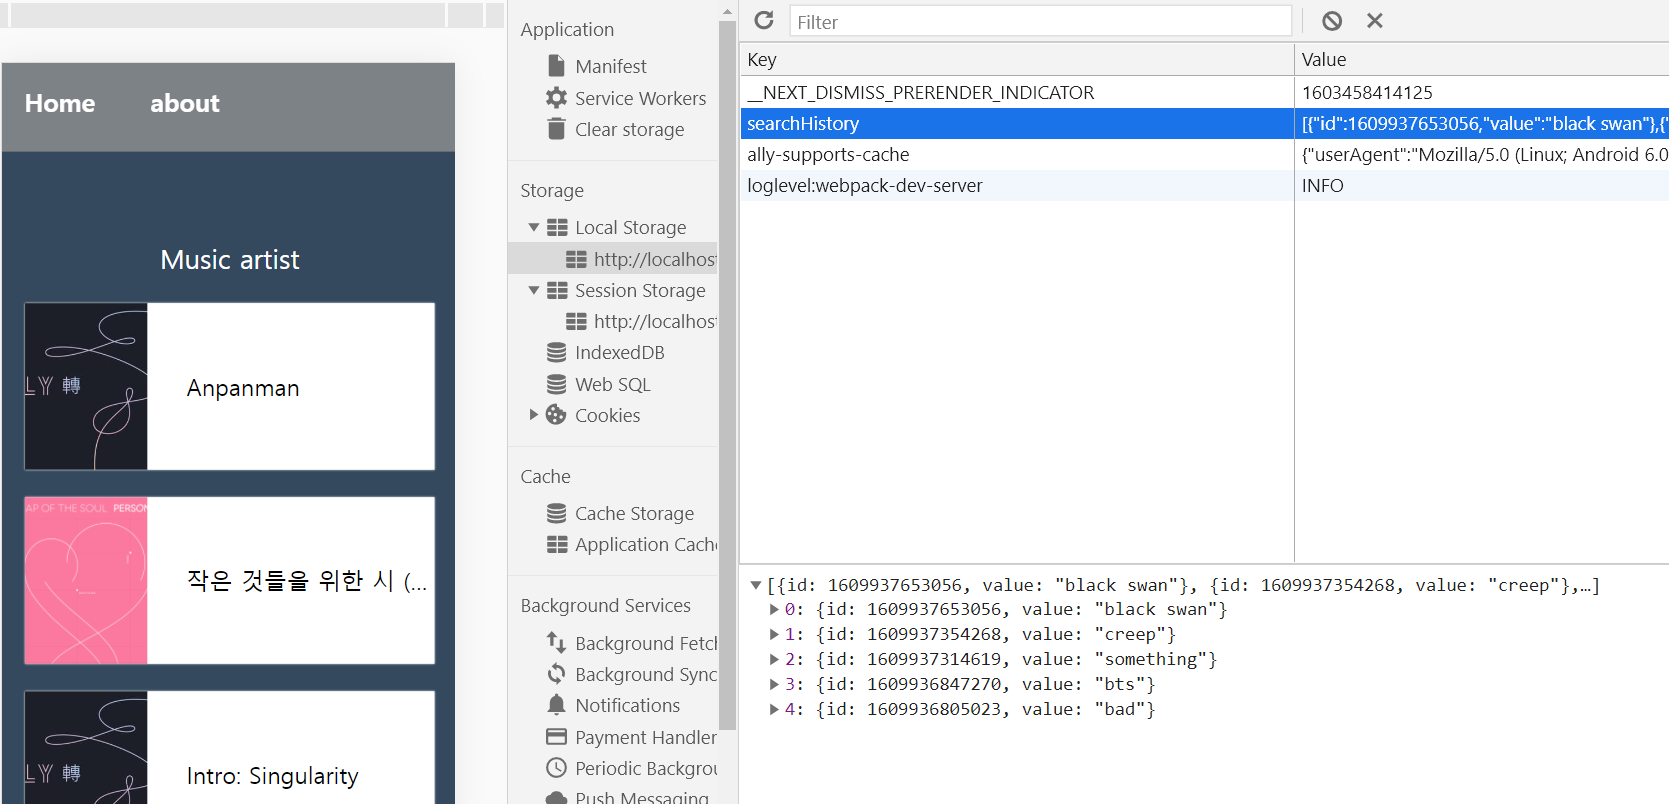 Home about
Music artist
LY 轉
Anpanman
AP OF THE SOUL PERSON
작은 것들을 위한 시 (...
LY 轉
Intro: Singularity
Application
Manifest
Service Workers
Clear storage
Storage
Local Storage
http://localhost
Session Storage
http://localhost
IndexedDB
Web SQL
Cookies
Cache
Cache Storage
Application Cache
Background Services
Background Fetch
Background Sync
Notifications
Payment Handler
Periodic Backgrou
Push Messaging
Filter
Key Value
__NEXT_DISMISS_PRERENDER_INDICATOR 1603458414125
searchHistory [{"id":1609937653056,"value":"black swan"},{"
ally-supports-cache {"userAgent":"Mozilla/5.0 (Linux; Android 6.0
loglevel:webpack-dev-server INFO
[{id: 1609937653056, value: "black swan"}, {id: 1609937354268, value: "creep"},…]
0: {id: 1609937653056, value: "black swan"}
1: {id: 1609937354268, value: "creep"}
2: {id: 1609937314619, value: "something"}
3: {id: 1609936847270, value: "bts"}
4: {id: 1609936805023, value: "bad"}